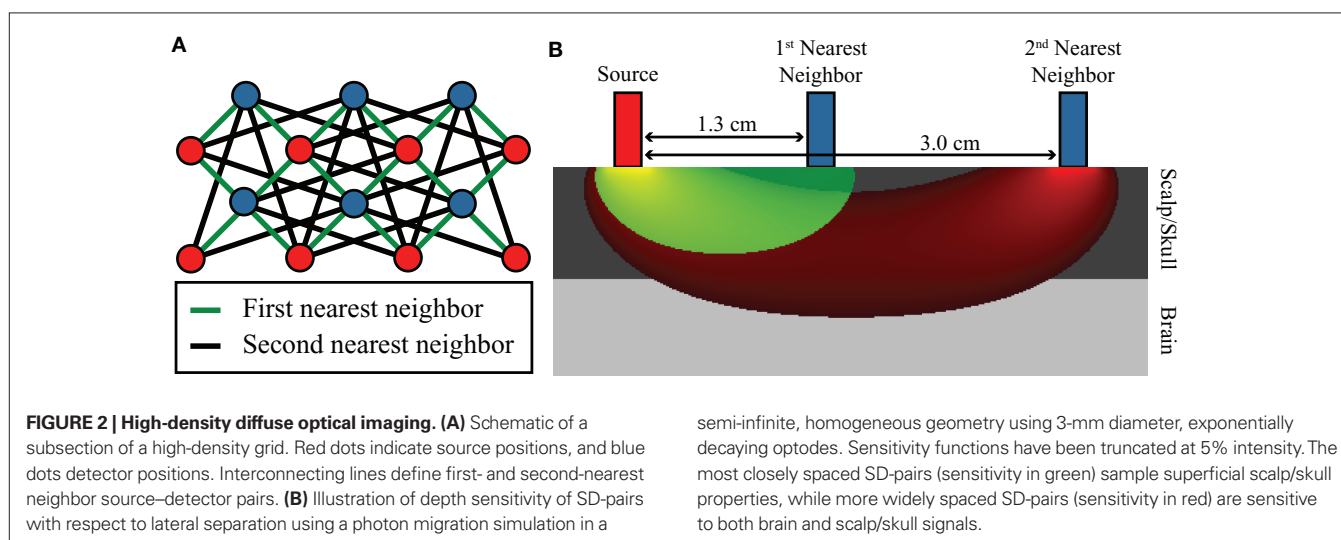 A
First nearest neighbor
Second nearest neighbor
B
Source
1st Nearest
Neighbor
2nd Nearest
Neighbor
1.3 cm
3.0 cm
Scalp/Skull
Brain
FIGURE 2 | High-density diffuse optical imaging. (A) Schematic of a
subsection of a high-density grid. Red dots indicate source positions, and blue
dots detector positions. Interconnecting lines define first- and second-nearest
neighbor source–detector pairs. (B) Illustration of depth sensitivity of SD-pairs
with respect to lateral separation using a photon migration simulation in a
semi-infinite, homogeneous geometry using 3-mm diameter, exponentially
decaying optodes. Sensitivity functions have been truncated at 5% intensity. The
most closely spaced SD-pairs (sensitivity in green) sample superficial scalp/skull
properties, while more widely spaced SD-pairs (sensitivity in red) are sensitive
to both brain and scalp/skull signals.